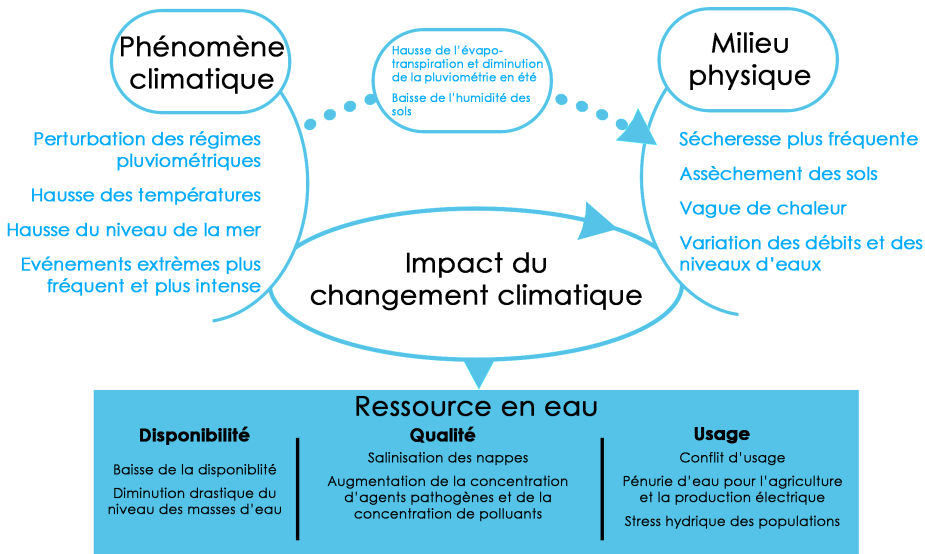 Phénomène
climatique
Hausse de l'évapo-
transpiration et diminution
de la pluviométrie en été
Baisse de l'humidité des
sols
Milieu
physique
Perturbation des régimes
pluviométriques
Hausse des températures
Hausse du niveau de la mer
Evénements extrêmes plus
fréquent et plus intense
Sécheresse plus fréquente
Assèchement des sols
Vague de chaleur
Variation des débits et des
niveaux d'eaux
Impact du
changement climatique
Ressource en eau
Disponibilité
Baisse de la disponiblité
Diminution drastique du
niveau des masses d'eau
Qualité
Salinisation des nappes
Augmentation de la concentration
d'agents pathogènes et de la
concentration de polluants
Usage
Conflit d'usage
Pénurie d'eau pour l'agriculture
et la production électrique
Stress hydrique des populations